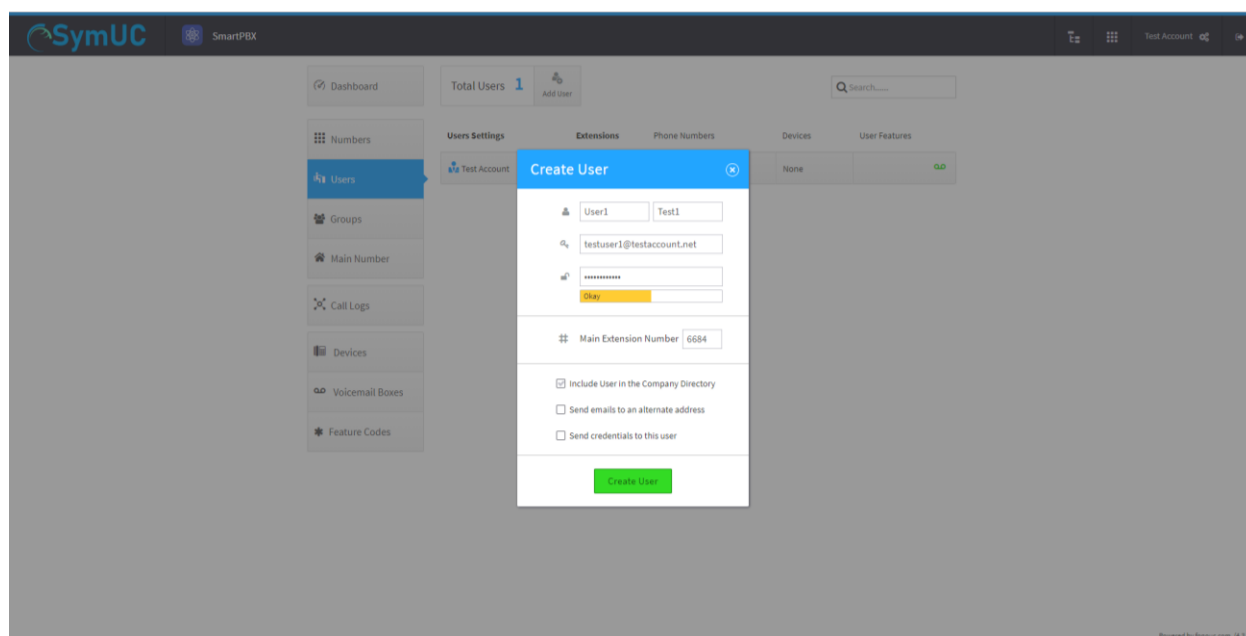 SymUC SmartPBX Test Account
Dashboard
Total Users 1
Add User
Search......
Numbers
Users
Groups
Main Number
Call Logs
Devices
Voicemail Boxes
Feature Codes
Users Settings Extensions Phone Numbers Devices User Features
Test Account None
Create User
User1 Test1
testuser1@testaccount.net
••••••••••••
Okay
Main Extension Number 6684
Include User in the Company Directory
Send emails to an alternate address
Send credentials to this user
Create User